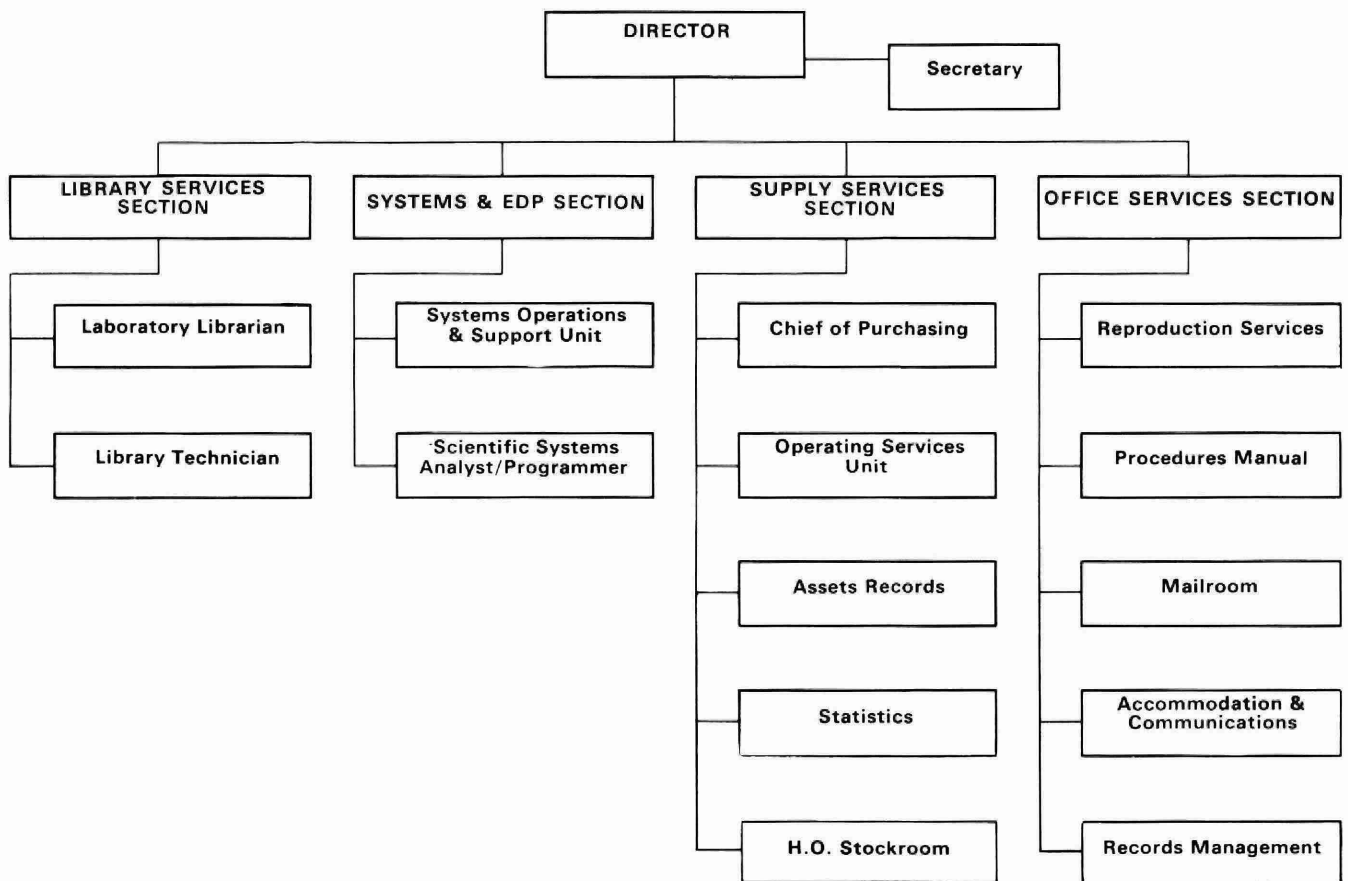 DIRECTOR
Secretary
LIBRARY SERVICES
SECTION
SYSTEMS & EDP SECTION
SUPPLY SERVICES
SECTION
OFFICE SERVICES SECTION
Laboratory Librarian
Library Technician
Systems Operations
& Support Unit
Scientific Systems
Analyst/Programmer
Chief of Purchasing
Operating Services
Unit
Assets Records
Statistics
H.O. Stockroom
Reproduction Services
Procedures Manual
Mailroom
Accommodation &
Communications
Records Management